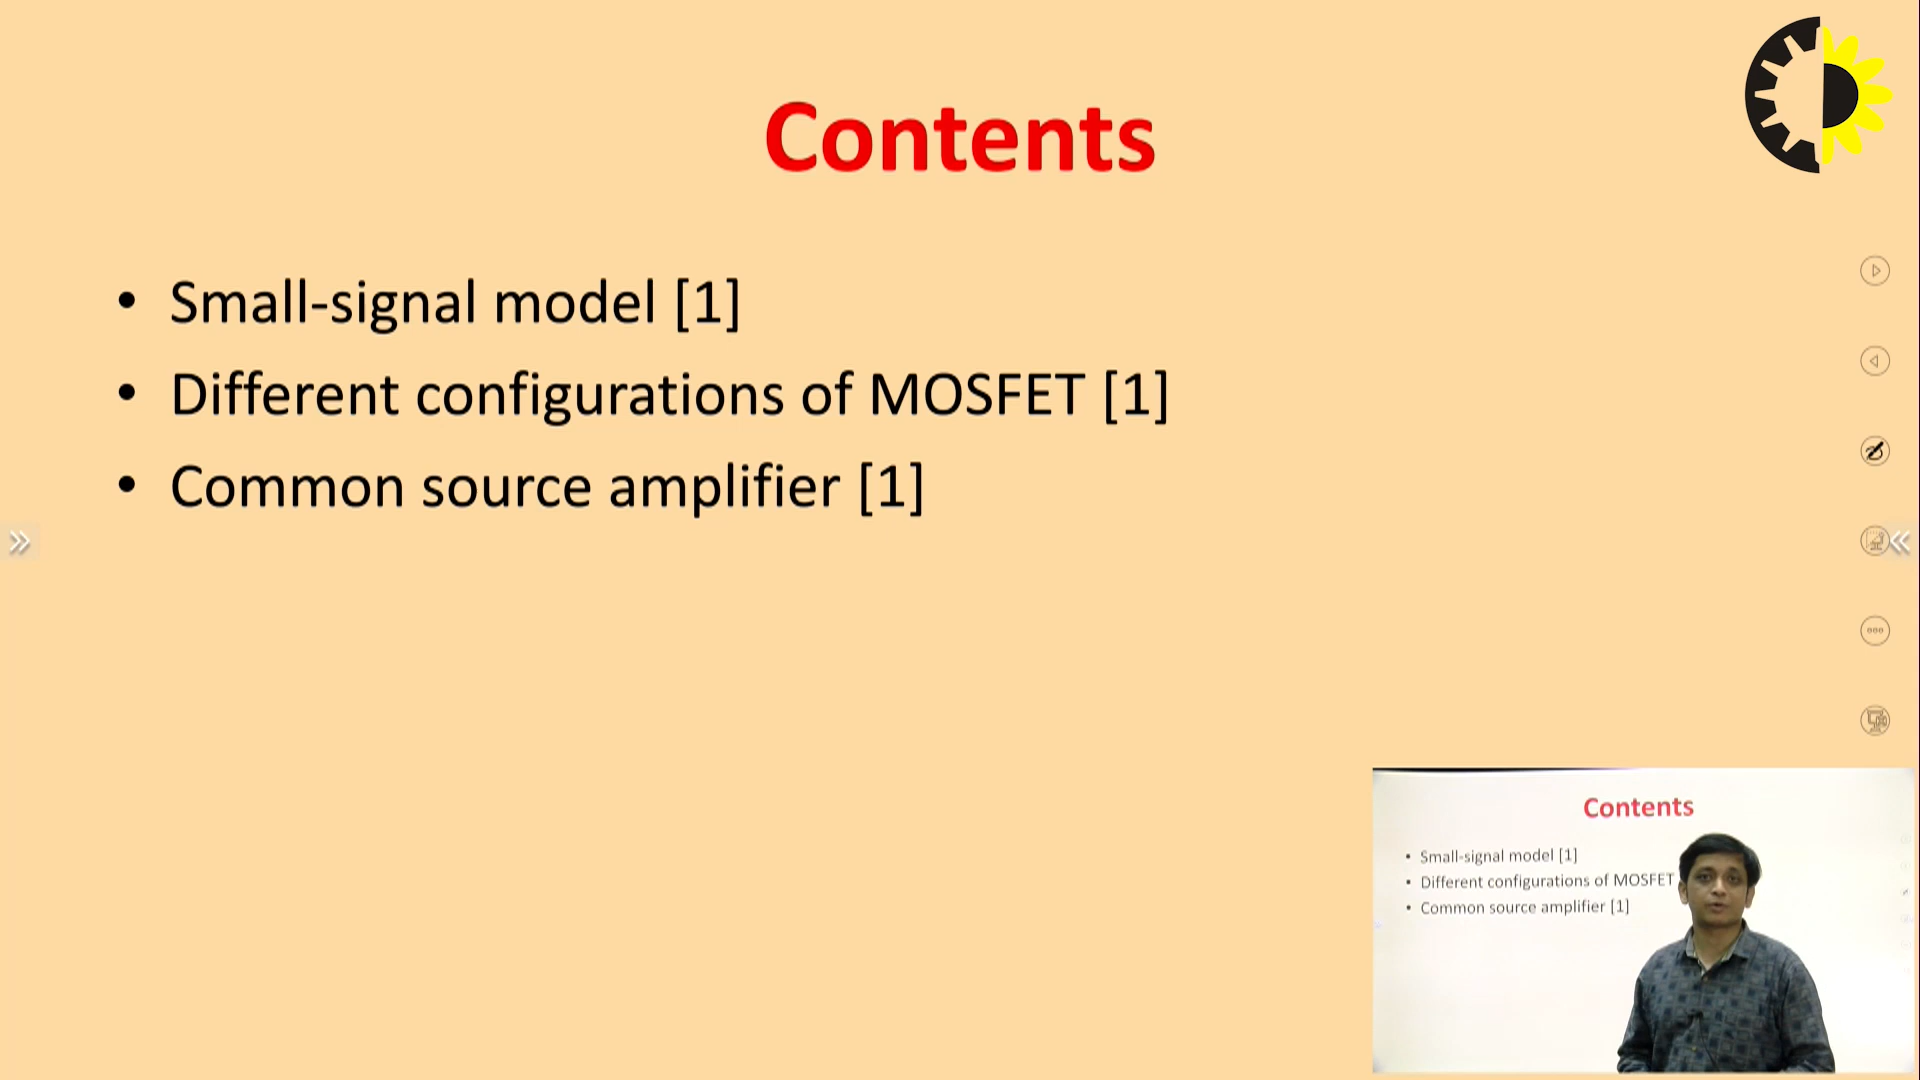 Contents
• Small-signal model [1]
• Different configurations of MOSFET [1]
• Common source amplifier [1]
Contents
• Small-signal model [1]
• Different configurations of MOSFET
• Common source amplifier [1]